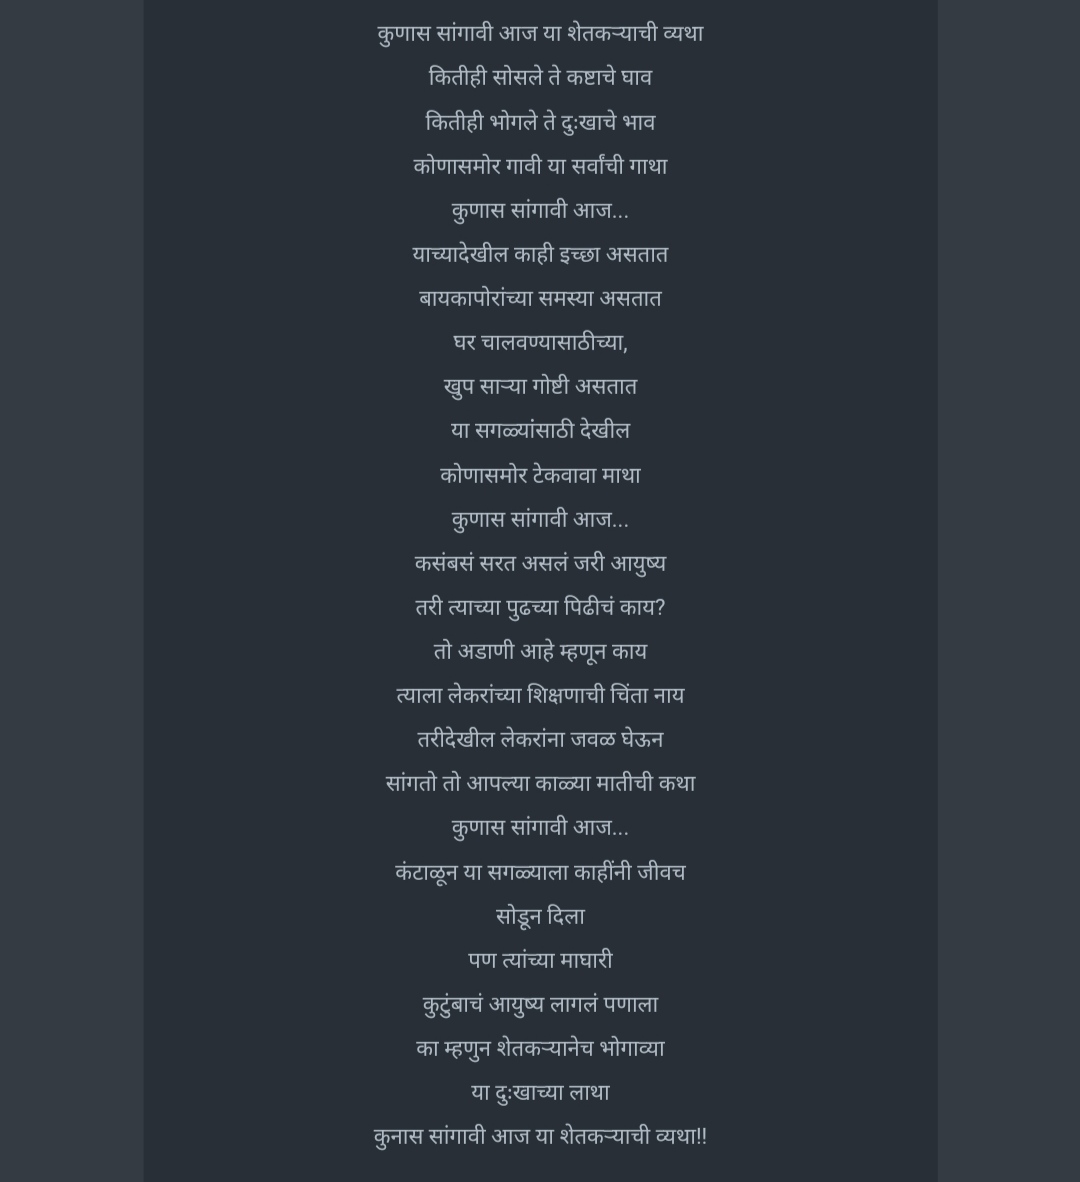 कुणास सांगावी आज या शेतकऱ्याची व्यथा
कितीही सोसले ते कष्टाचे घाव
कितीही भोगले ते दुःखाचे भाव
कोणासमोर गावी या सर्वांची गाथा
कुणास सांगावी आज...
याच्यादेखील काही इच्छा असतात
बायकापोरांच्या समस्या असतात
घर चालवण्यासाठीच्या,
खुप साऱ्या गोष्टी असतात
या सगळ्यांसाठी देखील
कोणासमोर टेकवावा माथा
कुणास सांगावी आज...
कसंबसं सरत असलं जरी आयुष्य
तरी त्याच्या पुढच्या पिढीचं काय?
तो अडाणी आहे म्हणून काय
त्याला लेकरांच्या शिक्षणाची चिंता नाय
तरीदेखील लेकरांना जवळ घेऊन
सांगतो तो आपल्या काळ्या मातीची कथा
कुणास सांगावी आज...
कंटाळून या सगळ्याला काहींनी जीवच
सोडून दिला
पण त्यांच्या माघारी
कुटुंबाचं आयुष्य लागलं पणाला
का म्हणुन शेतकऱ्यानेच भोगाव्या
या दुःखाच्या लाथा
कुनास सांगावी आज या शेतकऱ्याची व्यथा!!